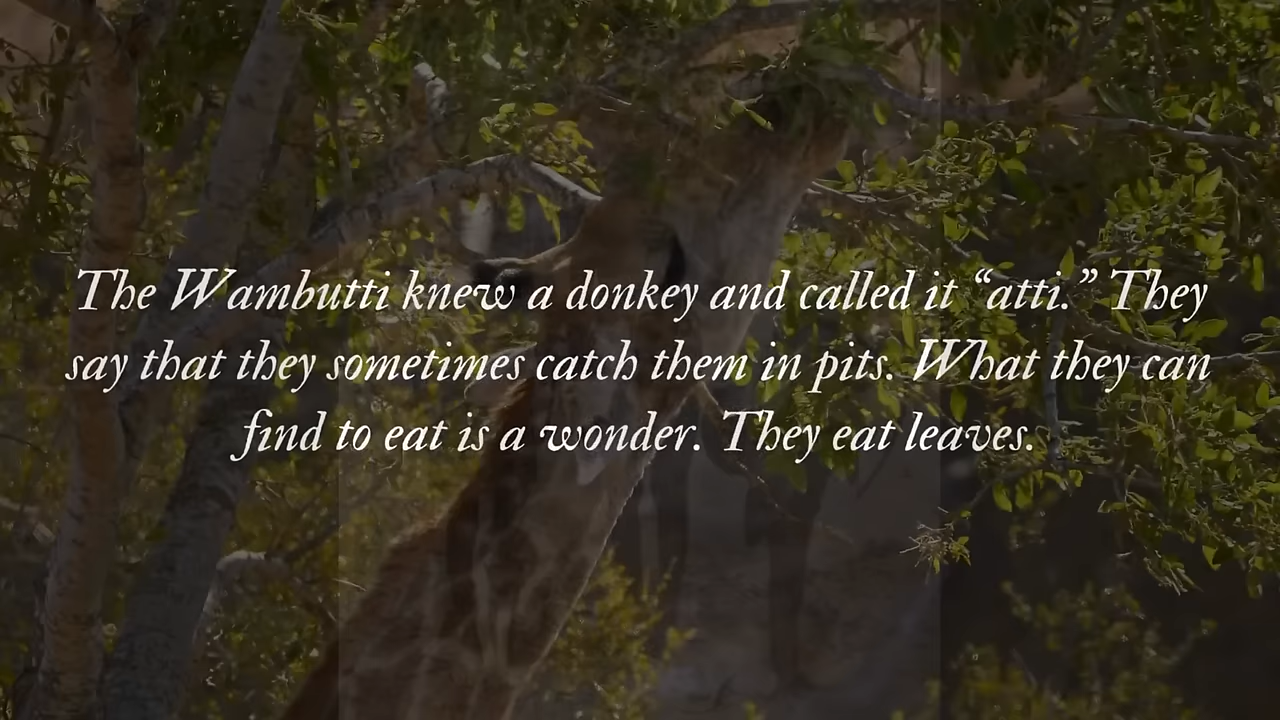 The Wambutti knew a donkey and called it “atti.” They
say that they sometimes catch them in pits. What they can
find to eat is a wonder. They eat leaves.